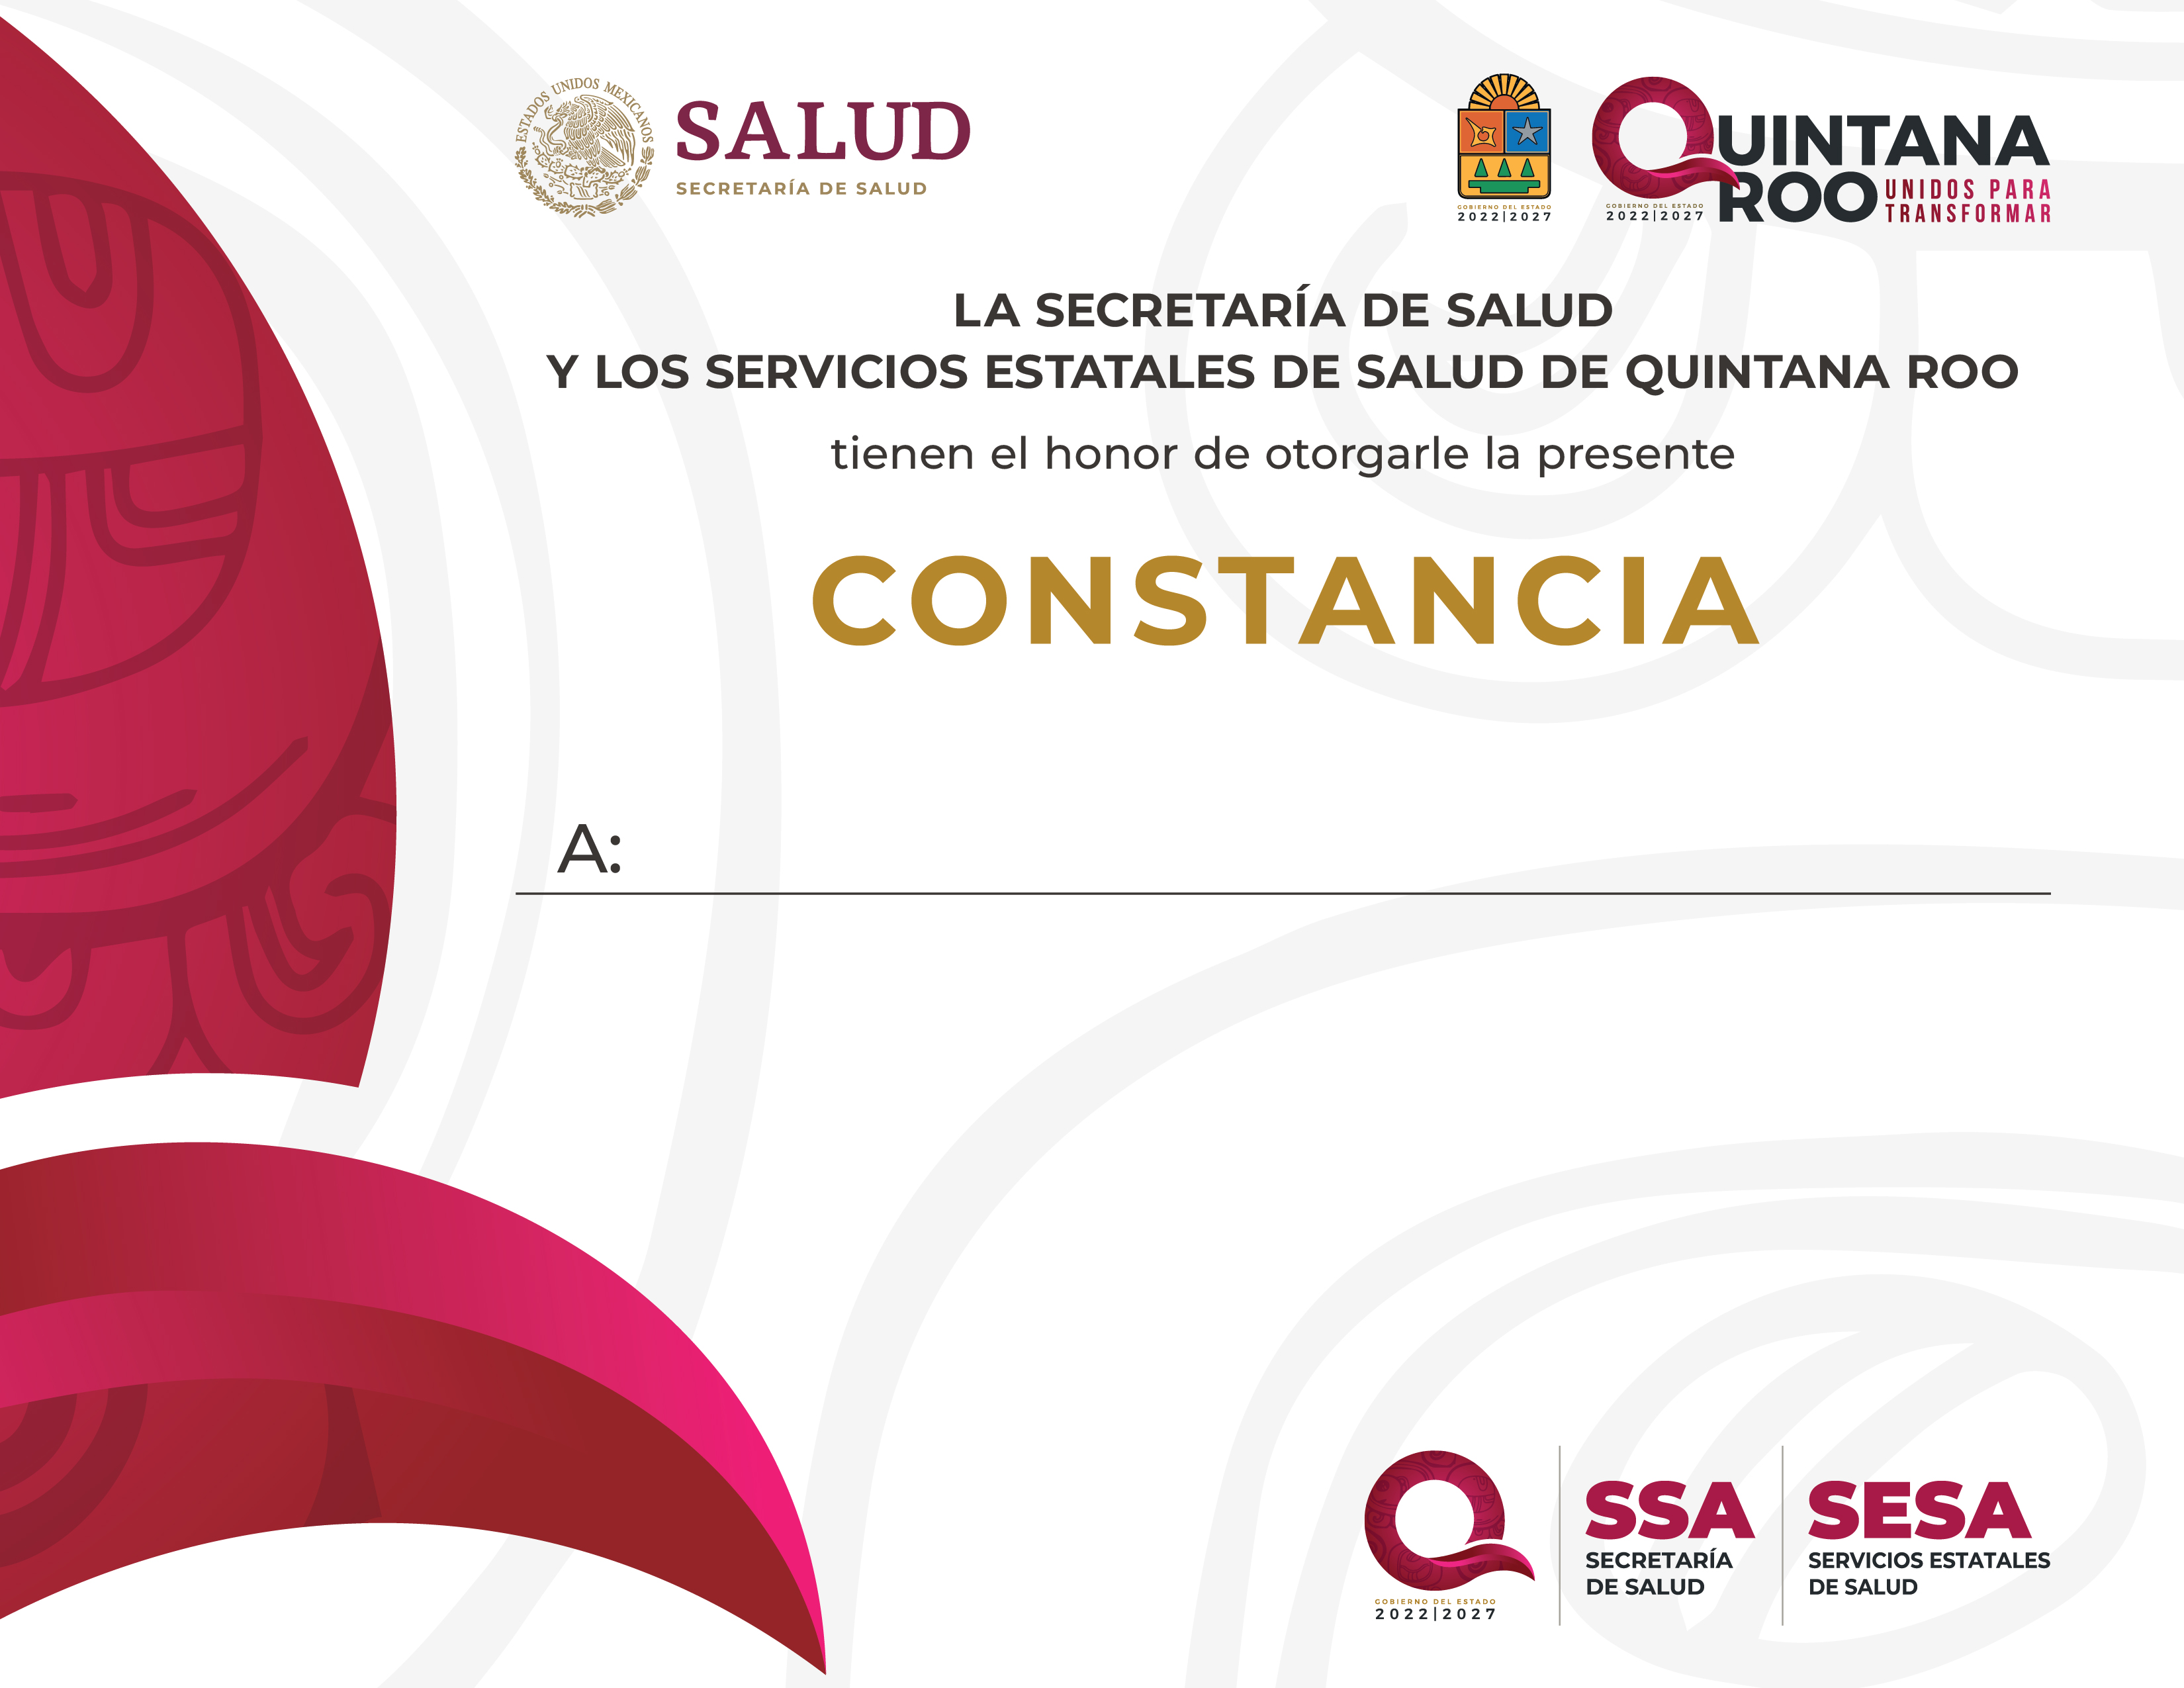 ESTADOS UNIDOS MEXICANOS
SALUD
SECRETARÍA DE SALUD
GOBIERNO DEL ESTADO
2022|2027
GOBIERNO DEL ESTADO
2022|2027
QUINTANA
ROO
UNIDOS PARA
TRANSFORMAR
LA SECRETARÍA DE SALUD
Y LOS SERVICIOS ESTATALES DE SALUD DE QUINTANA ROO
tienen el honor de otorgarle la presente
CONSTANCIA
A:
GOBIERNO DEL ESTADO
2022|2027
SSA
SECRETARÍA
DE SALUD
SESA
SERVICIOS ESTATALES
DE SALUD